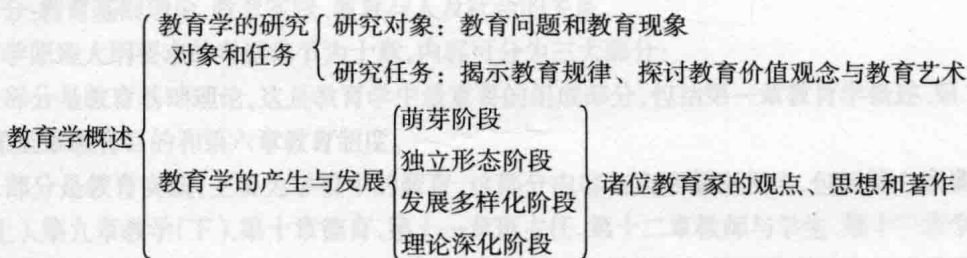 教育学概述
教育学的研究
对象和任务
研究对象：教育问题和教育现象
研究任务：揭示教育规律、探讨教育价值观念与教育艺术
教育学的产生与发展
萌芽阶段
独立形态阶段
发展多样化阶段
理论深化阶段
诸位教育家的观点、思想和著作